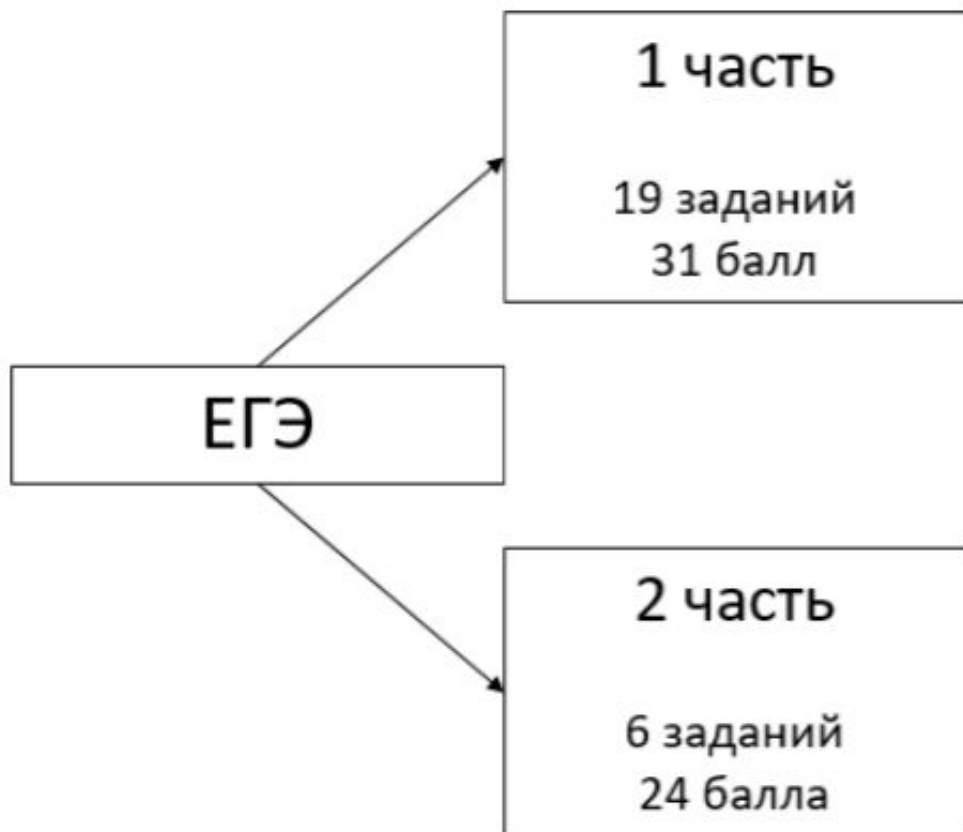 1 часть
19 заданий
31 балл
ЕГЭ
2 часть
6 заданий
24 балла